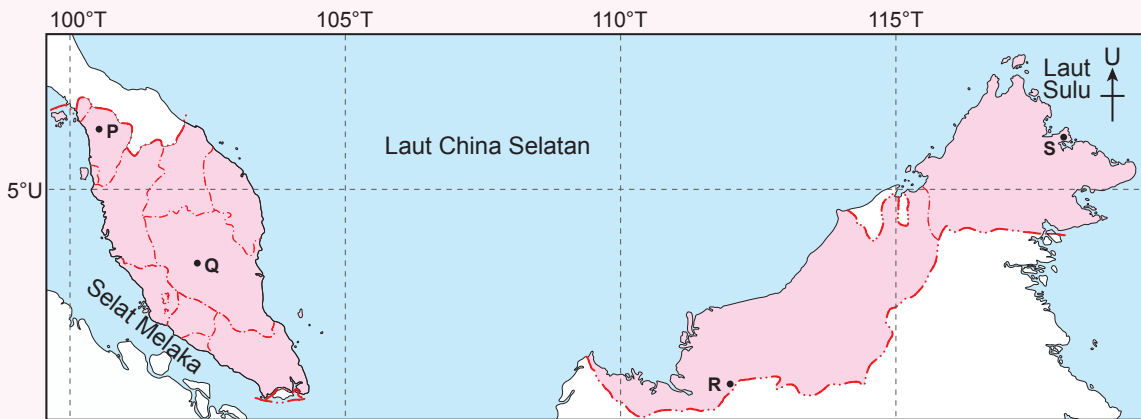 100°T 105°T 110°T 115°T
Laut
Sulu
U
P
S
Laut China Selatan
5°U
Q
Selat Melaka
R